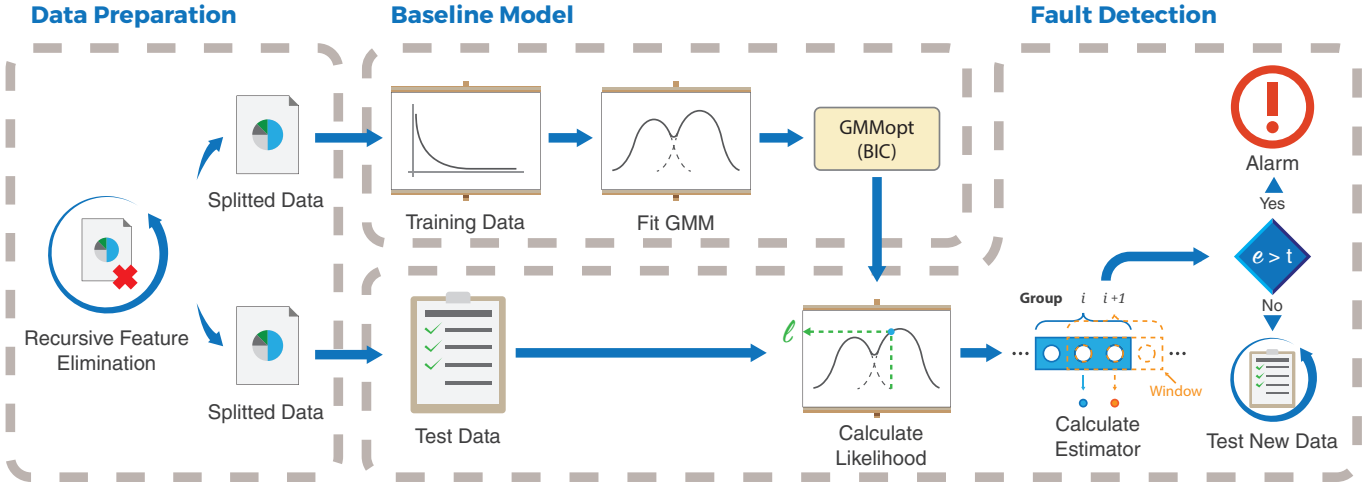 Data Preparation
Baseline Model
Fault Detection
Splitted Data
Recursive Feature
Elimination
Splitted Data
Training Data
Fit GMM
GMMopt
(BIC)
Test Data
ℓ
Calculate
Likelihood
Group i i+1
... ...
Window
Calculate
Estimator
Alarm
Yes
e > t
No
Test New Data